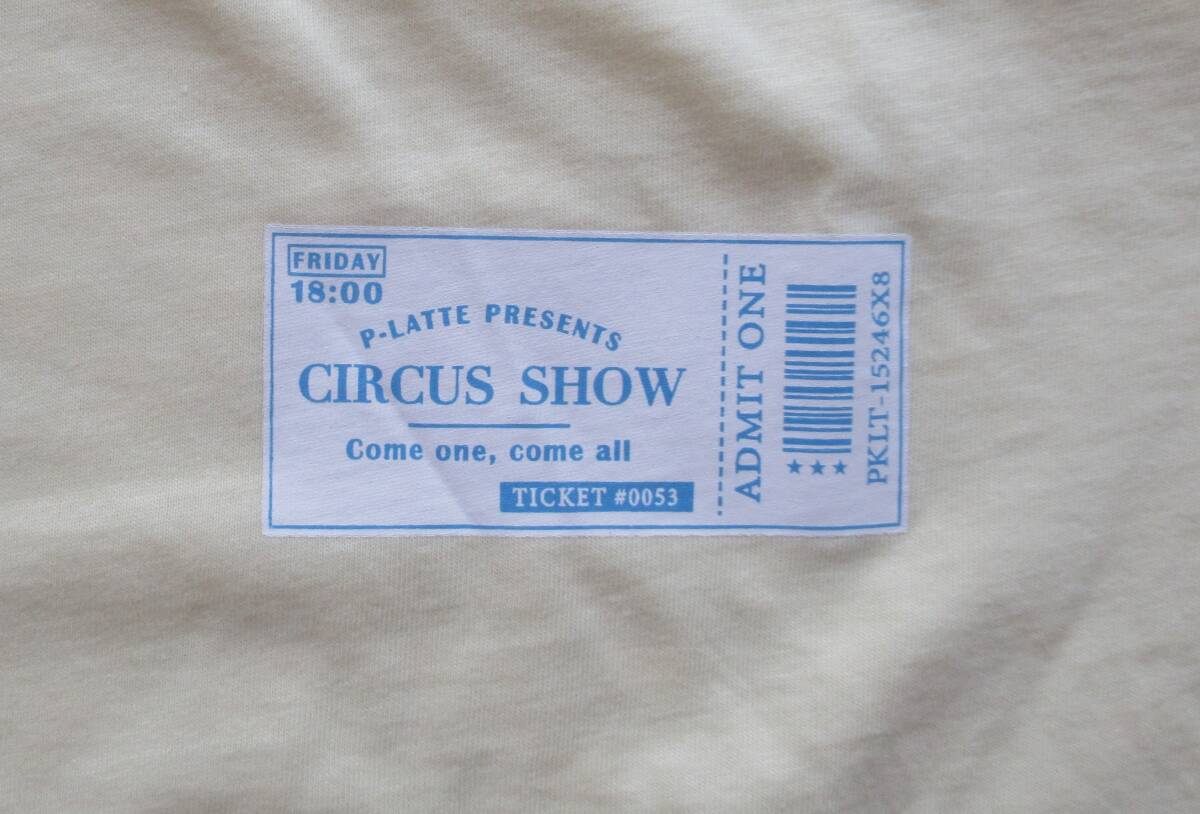 FRIDAY
18:00
P-LATTE PRESENTS
CIRCUS SHOW
Come one, come all
TICKET #0053
ADMIT ONE
PKLT-15246X8